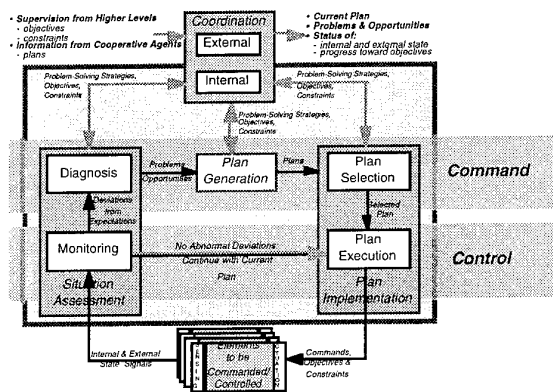 • Supervision from Higher Levels
- objectives
- constraints
• Information from Cooperative Agents
- plans
Coordination
External
Internal
• Current Plan
• Problems & Opportunities
• Status of:
- internal and external state
- progress toward objectives
Problem-Solving Strategies,
Objectives,
Constraints
Problem-Solving Strategies,
Objectives,
Constraints
Problem-Solving Strategies,
Objectives,
Constraints
Diagnosis
Problems
Opportunities
Plan
Generation
Plans
Plan
Selection
Command
Deviations
from
Expectations
Selected
Plan
Monitoring
No Abnormal Deviations
Continue with Current
Plan
Plan
Execution
Control
Situation
Assessment
Plan
Implementation
Internal & External
State Signals
SENSING
Elements
to be
Commanded/
Controlled
ACTUATION
Commands,
Objectives &
Constraints